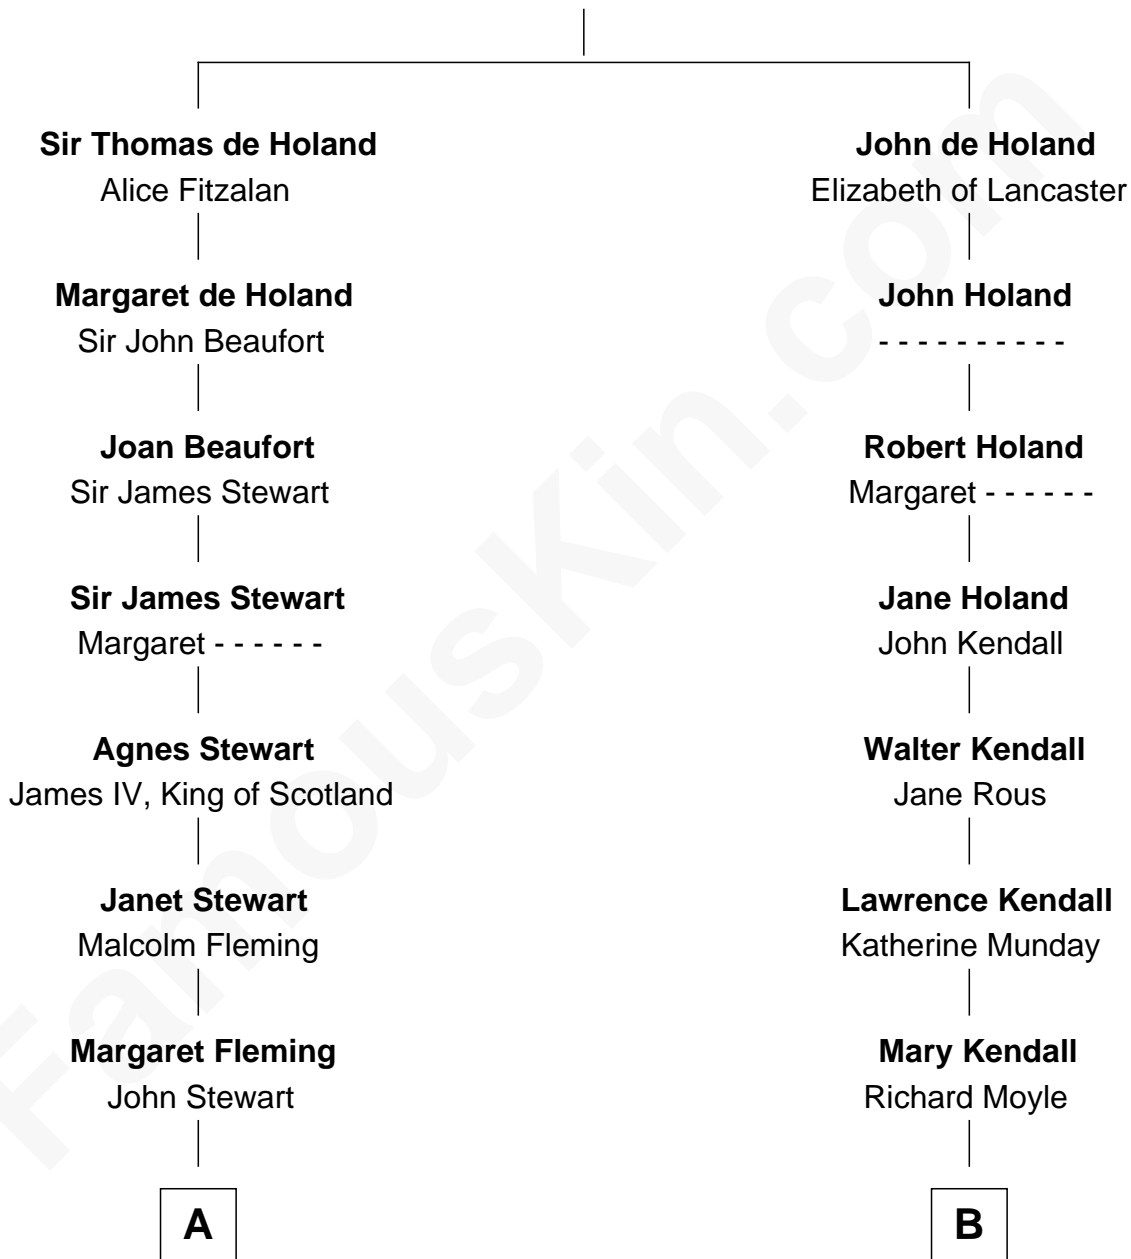 Sir Thomas de Holand
Alice Fitzalan
Margaret de Holand
Sir John Beaufort
Joan Beaufort
Sir James Stewart
Sir James Stewart
Margaret - - - - - -
Agnes Stewart
James IV, King of Scotland
Janet Stewart
Malcolm Fleming
Margaret Fleming
John Stewart
A
John de Holand
Elizabeth of Lancaster
John Holand
- - - - - - - - - -
Robert Holand
Margaret - - - - - -
Jane Holand
John Kendall
Walter Kendall
Jane Rous
Lawrence Kendall
Katherine Munday
Mary Kendall
Richard Moyle
B
FamousKin.com